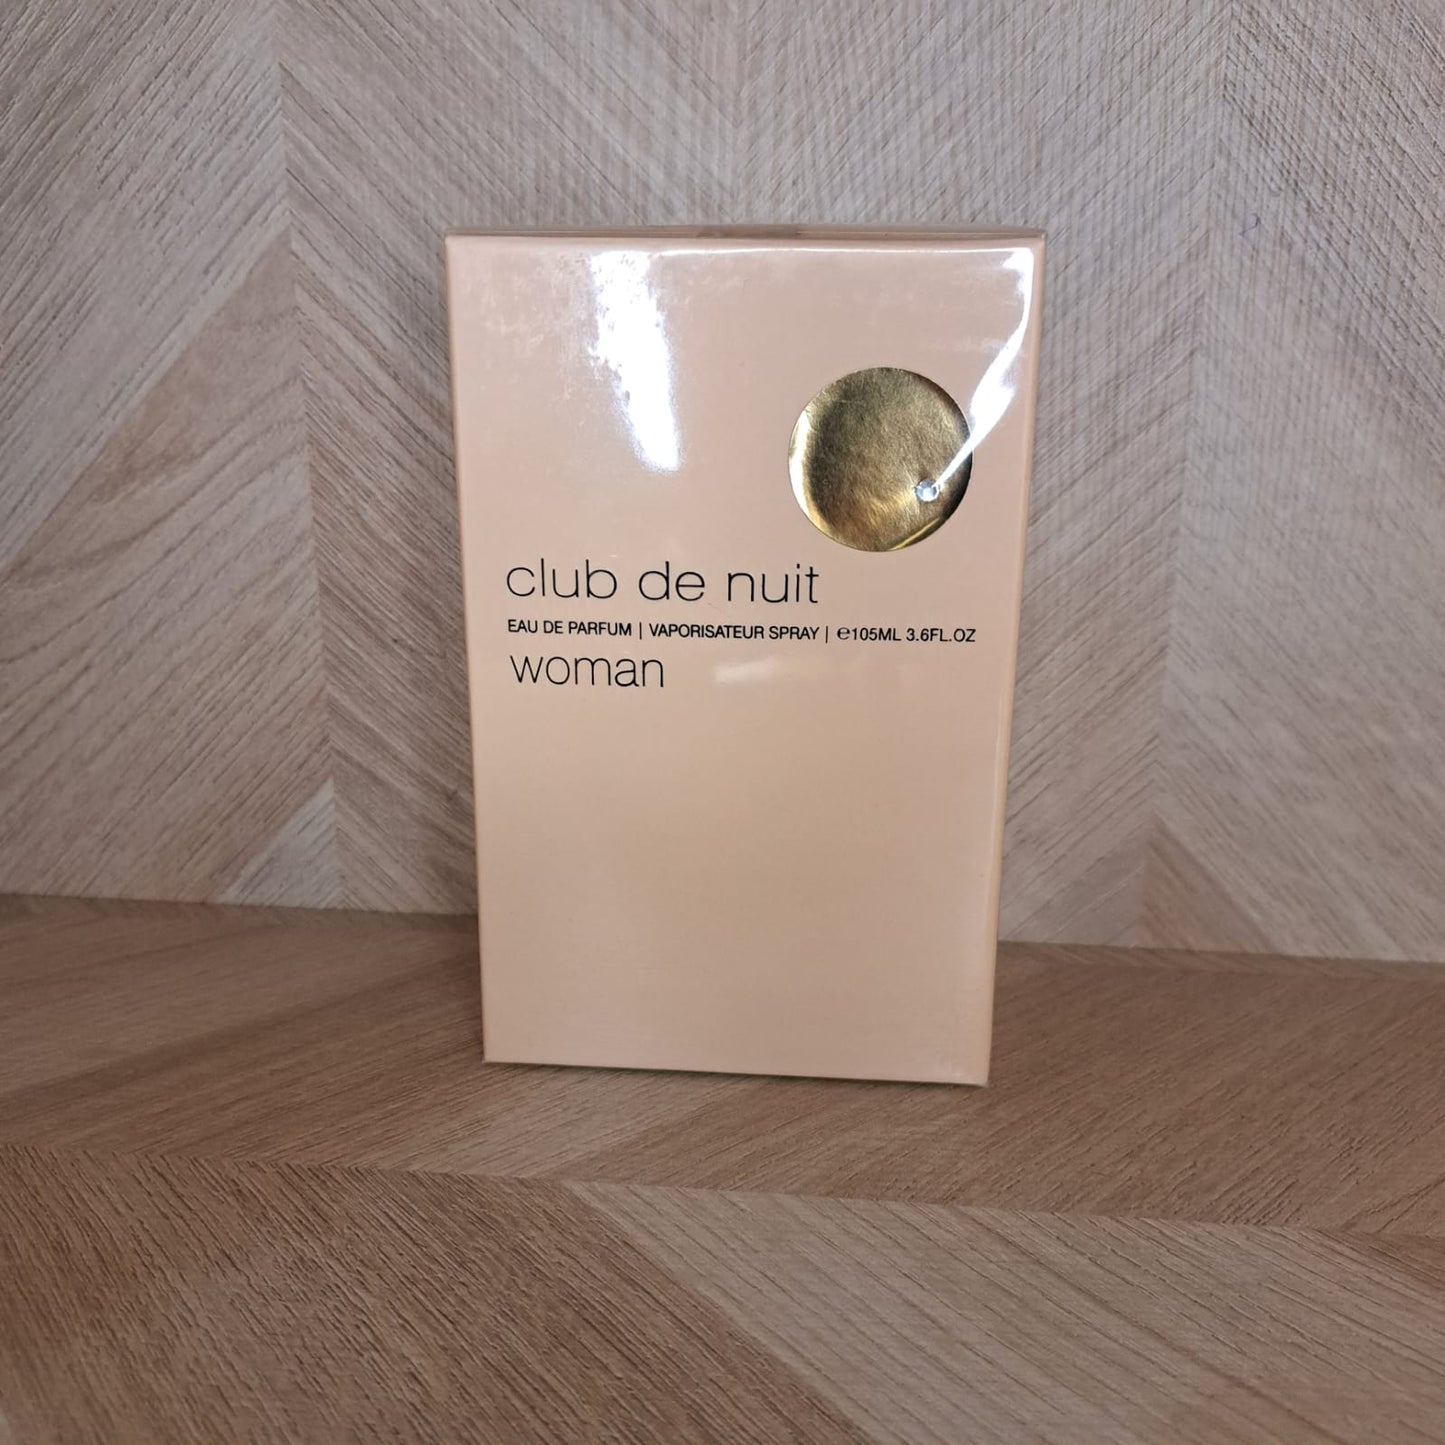 club de nuit
EAU DE PARFUM | VAPORISATEUR SPRAY | ℮105ML 3.6FL.OZ
woman